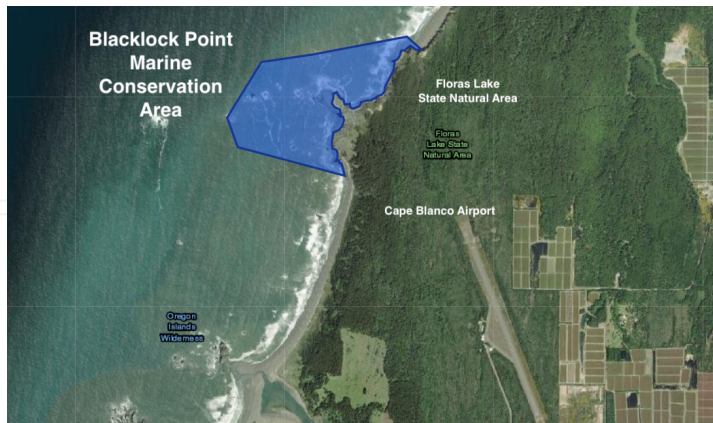 Blacklock Point
Marine
Conservation
Area
Floras Lake
State Natural Area
Floras
Lake State
Natural Area
Cape Blanco Airport
Oregon
Islands
Wilderness